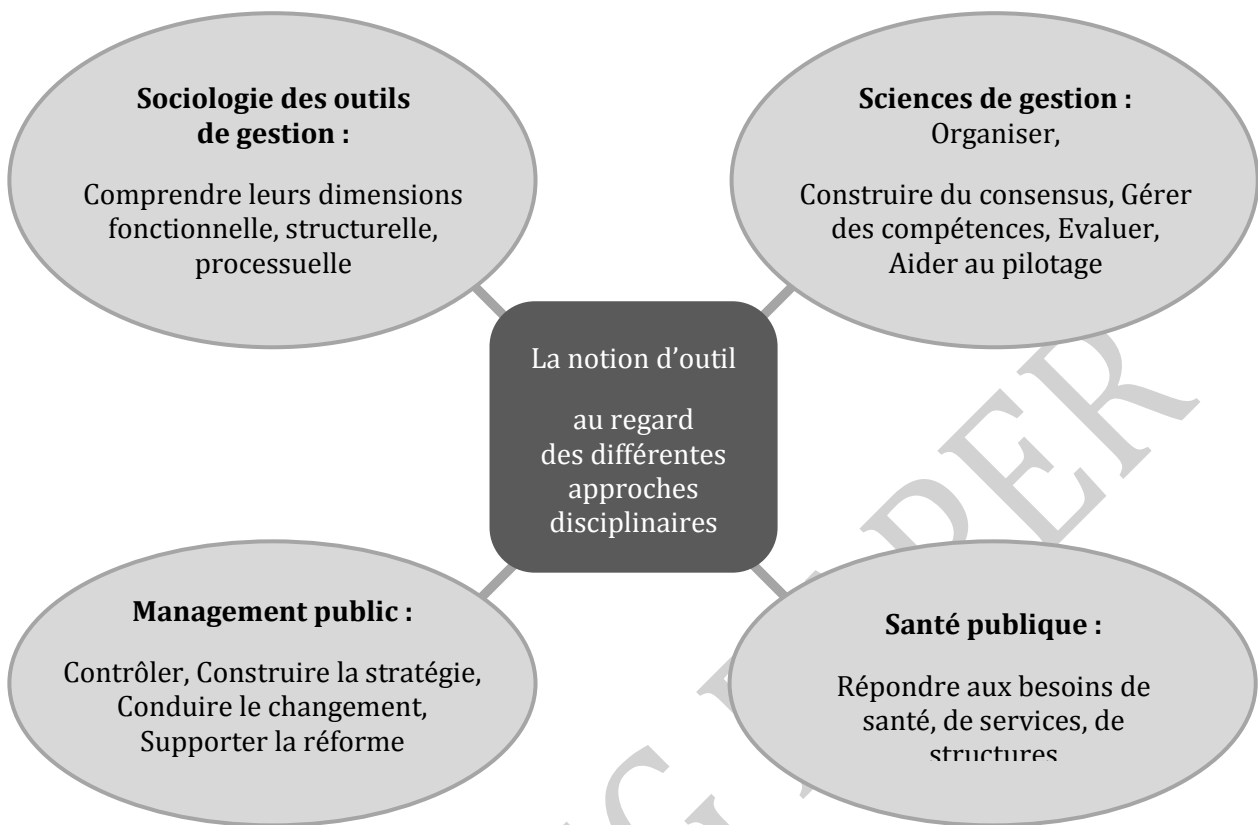 Sociologie des outils
de gestion :
Comprendre leurs dimensions
fonctionnelle, structurelle,
processuelle
Sciences de gestion :
Organiser,
Construire du consensus, Gérer
des compétences, Evaluer,
Aider au pilotage
La notion d’outil
au regard
des différentes
approches
disciplinaires
Management public :
Contrôler, Construire la stratégie,
Conduire le changement,
Supporter la réforme
Santé publique :
Répondre aux besoins de
santé, de services, de
structures